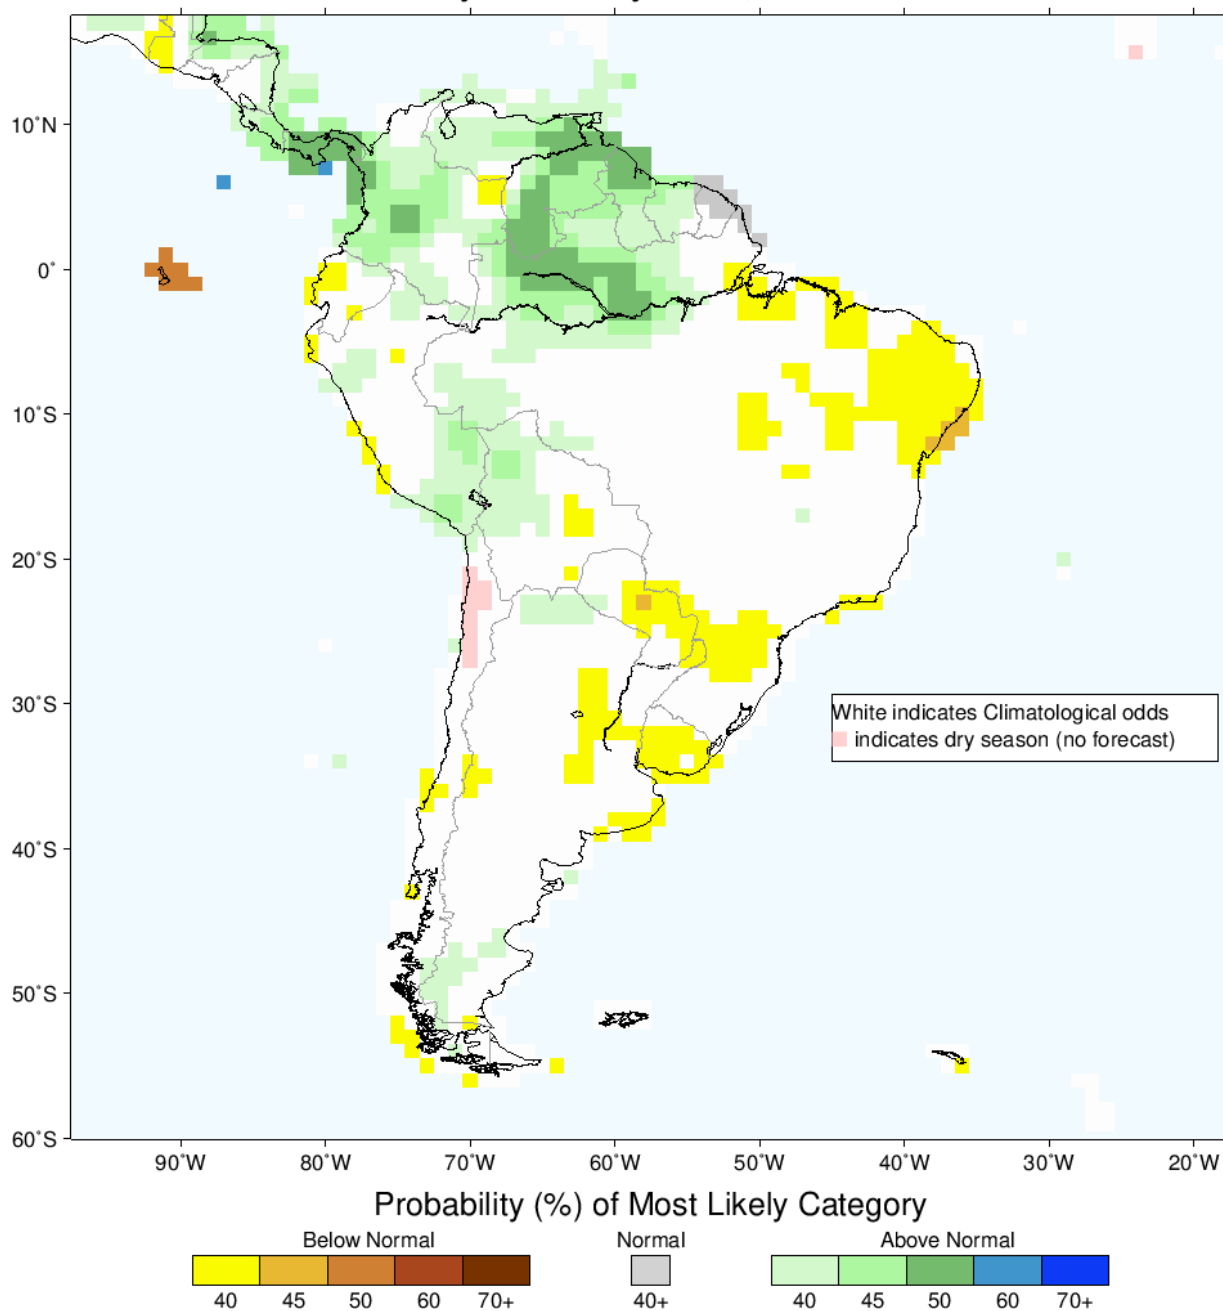 10°N
0°
10°S
20°S
30°S
40°S
50°S
60°S
White indicates Climatological odds
indicates dry season (no forecast)
90°W 80°W 70°W 60°W 50°W 40°W 30°W 20°W
Probability (%) of Most Likely Category
Below Normal Normal Above Normal
40 45 50 60 70+ 40+ 40 45 50 60 70+